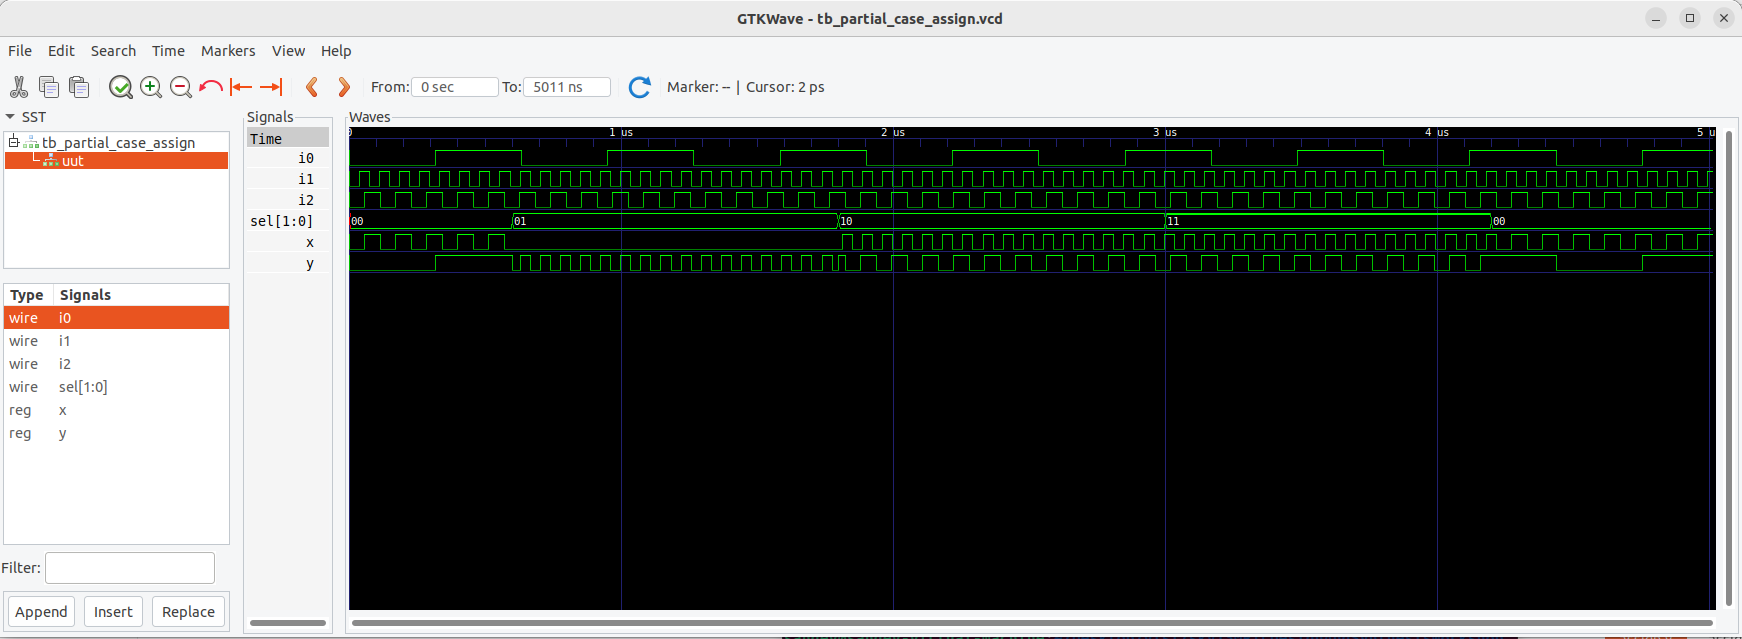 GTKWave - tb_partial_case_assign.vcd
File Edit Search Time Markers View Help
From: 0 sec To: 5011 ns Marker: -- | Cursor: 2 ps
SST
tb_partial_case_assign
uut
Type Signals
wire i0
wire i1
wire i2
wire sel[1:0]
reg x
reg y
Filter:
Append Insert Replace
Signals
Time
i0
i1
i2
sel[1:0]
x
y
Waves
0 1 us 2 us 3 us 4 us 5 u
00 01 10 11 00